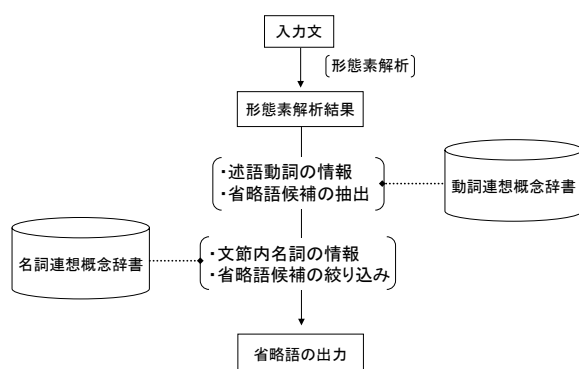 入力文
形態素解析
形態素解析結果
・述語動詞の情報
・省略語候補の抽出
動詞連想概念辞書
・文節内名詞の情報
・省略語候補の絞り込み
名詞連想概念辞書
省略語の出力